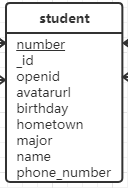 student
number
_id
openid
avatarurl
birthday
hometown
major
name
phone_number